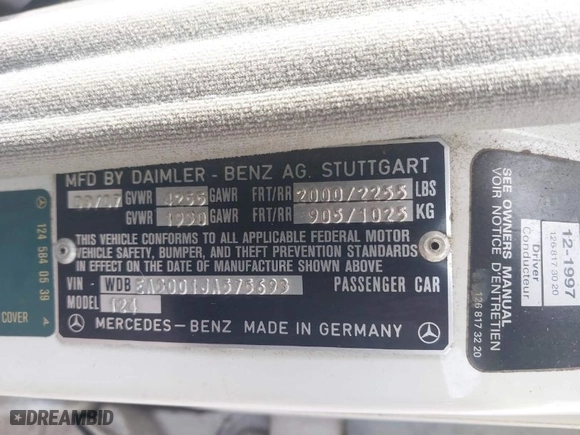 MFD BY DAIMLER - BENZ AG. STUTTGART
GVWR 4255 GAWR FRT/RR 2000/2255 LBS
GVWR 1930 GAWR FRT/RR 905/1025 KG
THIS VEHICLE CONFORMS TO ALL APPLICABLE FEDERAL MOTOR
VEHICLE SAFETY, BUMPER, AND THEFT PREVENTION STANDARDS
IN EFFECT ON THE DATE OF MANUFACTURE SHOWN ABOVE
VIN - WDB PASSENGER CAR
MODEL 124
MERCEDES-BENZ MADE IN GERMANY
124 584 05 39 A
COVER
12-1997
126 817 30 20
Driver
Conducteur
SEE OWNERS MANUAL
VOIR NOTICE D'ENTRETIEN
126 817 32 20
DREAMBID